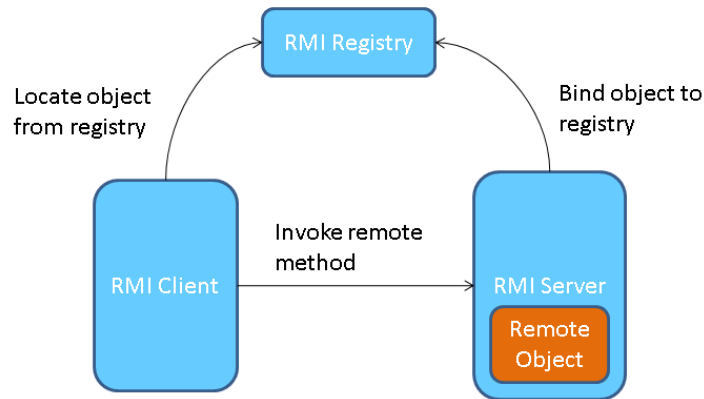 RMI Registry
Locate object
from registry
Bind object to
registry
Invoke remote
method
RMI Client
RMI Server
Remote
Object